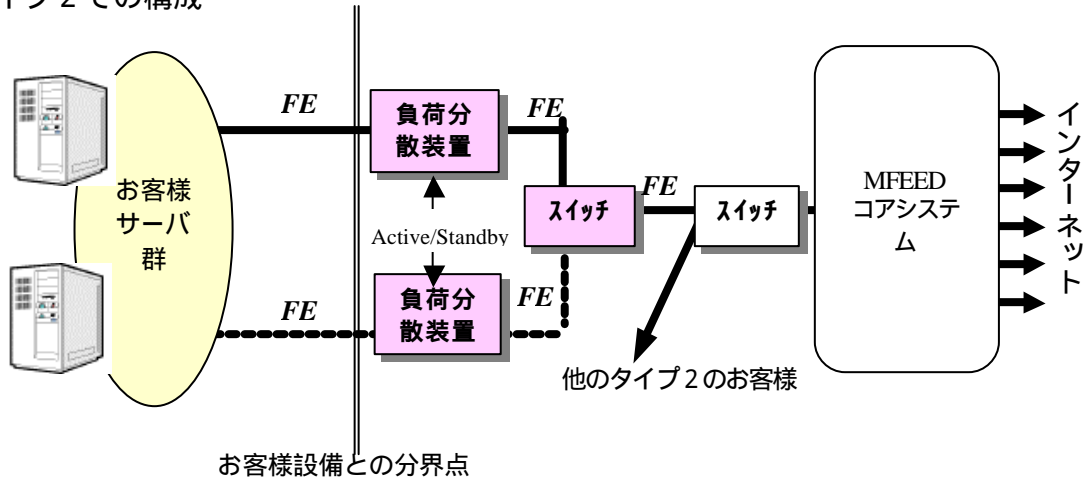 イプ2での構成
FE
負荷分
散装置
FE
お客様
サーバ
群
Active/Standby
スイッチ
FE
スイッチ
MFEED
コアシステ
ム
インターネット
FE
負荷分
散装置
FE
他のタイプ2のお客様
お客様設備との分界点